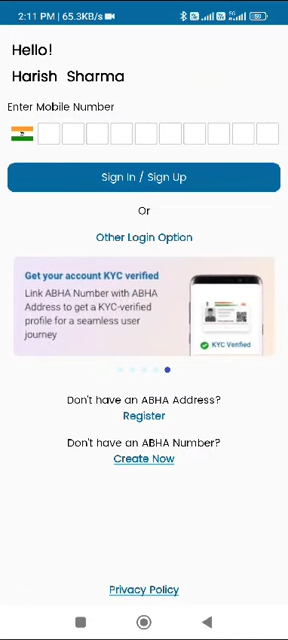 2:11 PM | 65.3KB/s
Hello!
Harish Sharma
Enter Mobile Number
Sign In / Sign Up
Or
Other Login Option
Get your account KYC verified
Link ABHA Number with ABHA
Address to get a KYC-verified
profile for a seamless user
journey
KYC Verified
Don't have an ABHA Address?
Register
Don't have an ABHA Number?
Create Now
Privacy Policy